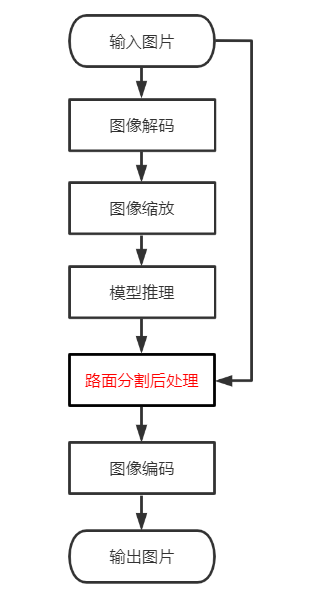 输入图片
图像解码
图像缩放
模型推理
路面分割后处理
图像编码
输出图片